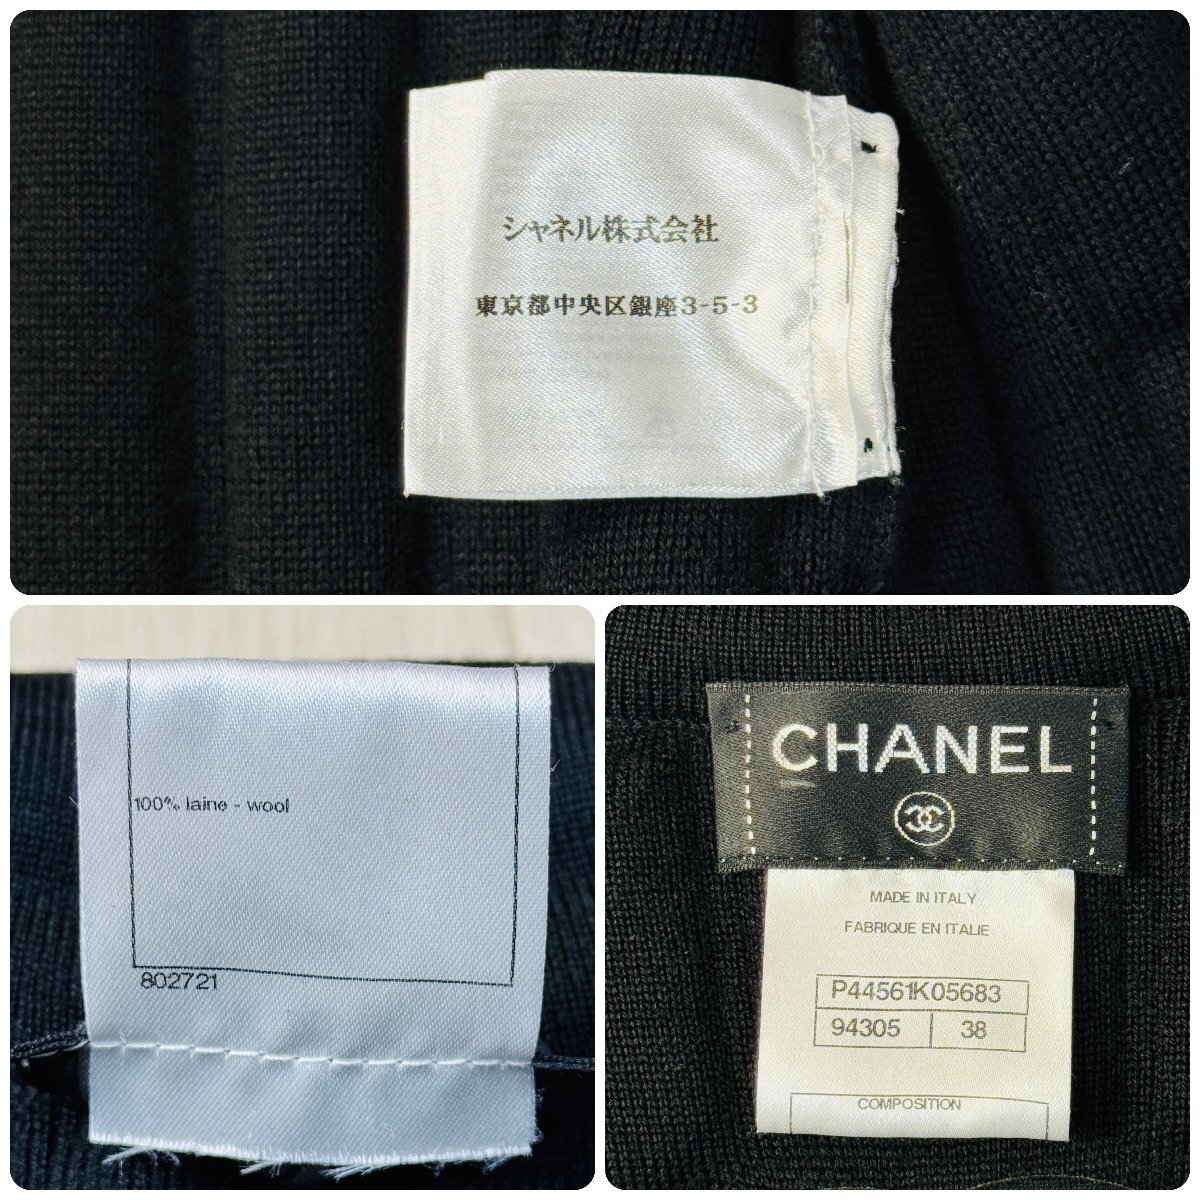 シャネル株式会社
東京都中央区銀座3-5-3
100% laine - wool
802721
CHANEL
MADE IN ITALY
FABRIQUE EN ITALIE
P44561K05683
94305 38
COMPOSITION